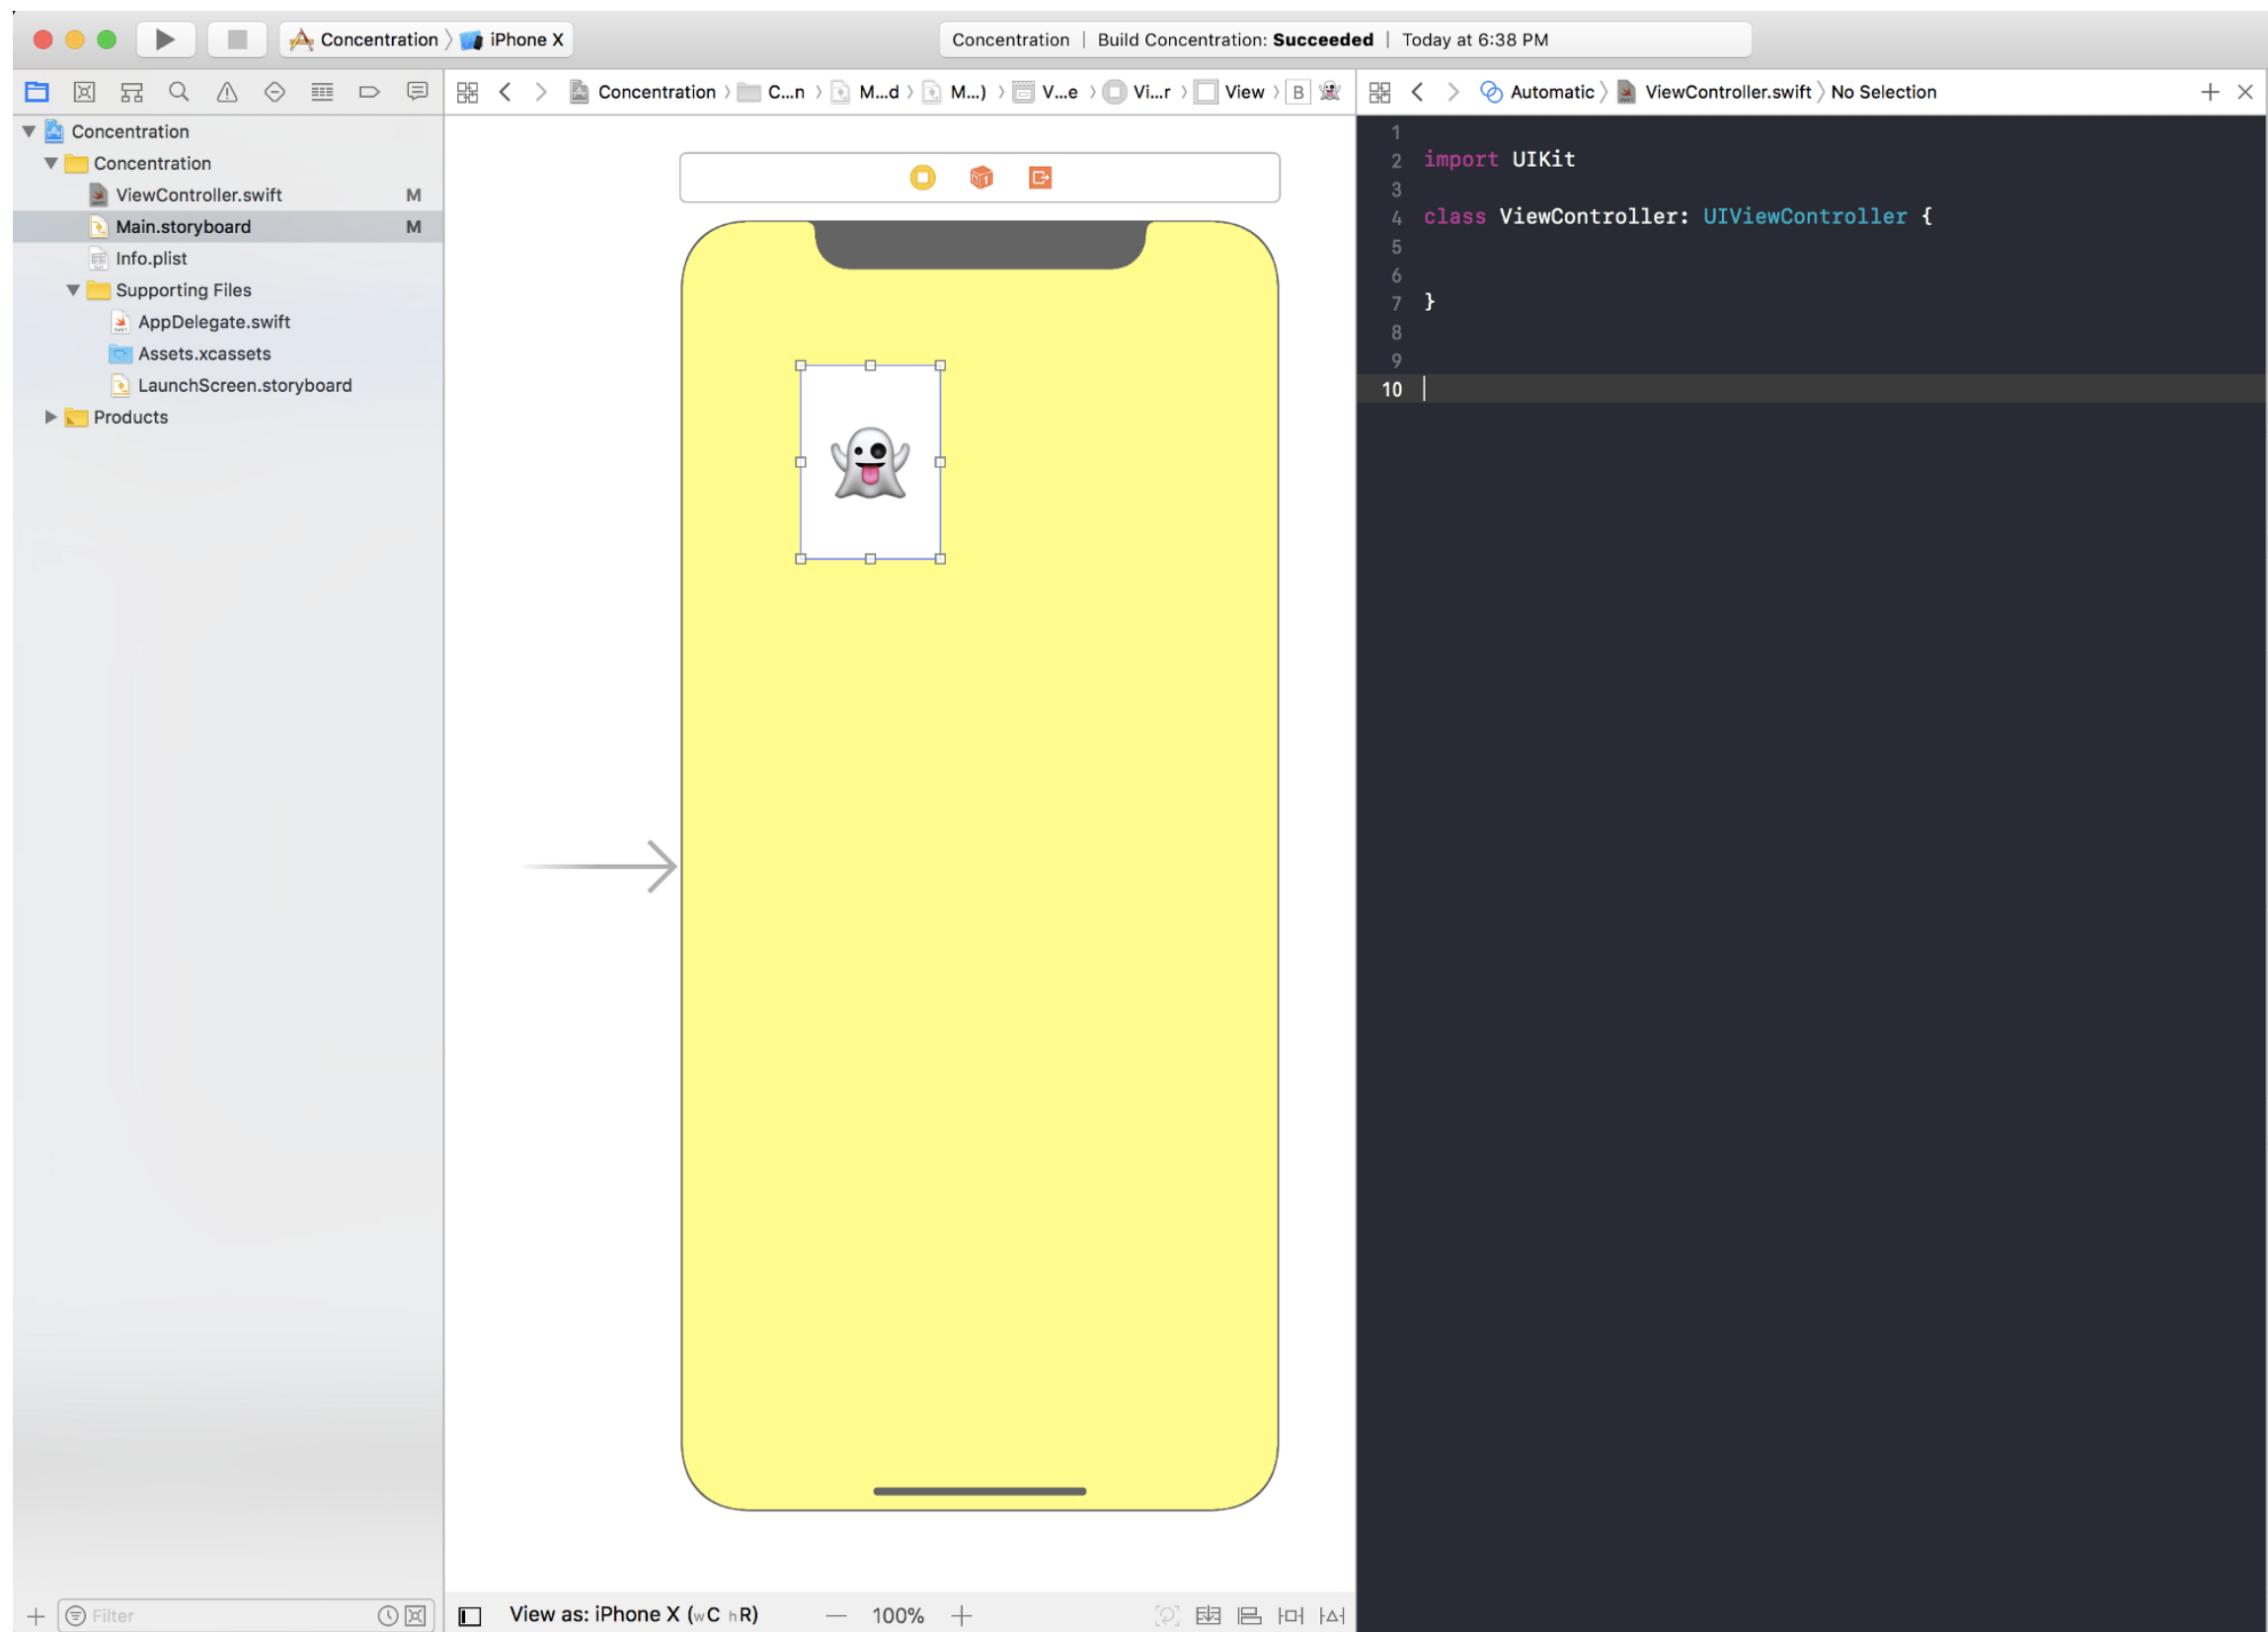 Concentration 〉 iPhone X
Concentration | Build Concentration: Succeeded | Today at 6:38 PM
Concentration 〉 C...n 〉 M...d 〉 M...) 〉 V...e 〉 Vi...r 〉 View 〉 B 👻
Automatic 〉 ViewController.swift 〉 No Selection
Concentration
Concentration
ViewController.swift M
Main.storyboard M
Info.plist
Supporting Files
AppDelegate.swift
Assets.xcassets
LaunchScreen.storyboard
Products
1
2 import UIKit
3
4 class ViewController: UIViewController {
5
6
7 }
8
9
10
Filter
View as: iPhone X (wC hR)
— 100% +